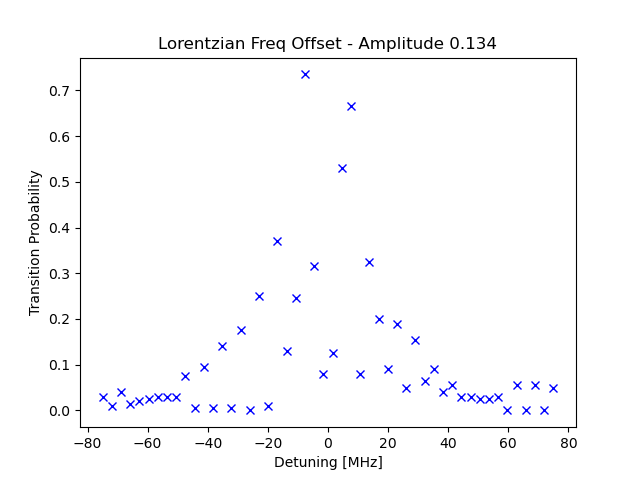 Lorentzian Freq Offset - Amplitude 0.134
0.7
0.6
0.5
0.4
0.3
0.2
0.1
0.0
Transition Probability
−80 −60 −40 −20 0 20 40 60 80
Detuning [MHz]